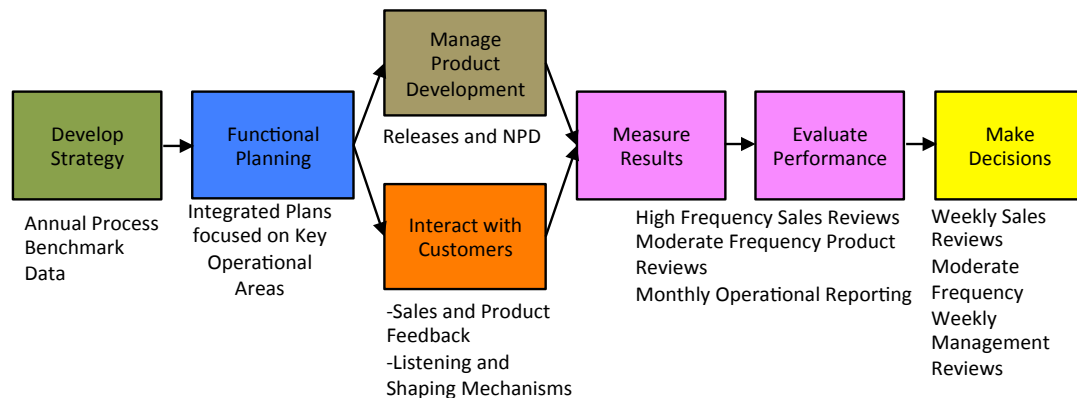 Develop
Strategy
Annual Process
Benchmark
Data
Functional
Planning
Integrated Plans
focused on Key
Operational
Areas
Manage
Product
Development
Releases and NPD
Interact with
Customers
-Sales and Product
Feedback
-Listening and
Shaping Mechanisms
Measure
Results
Evaluate
Performance
High Frequency Sales Reviews
Moderate Frequency Product
Reviews
Monthly Operational Reporting
Make
Decisions
Weekly Sales
Reviews
Moderate
Frequency
Weekly
Management
Reviews